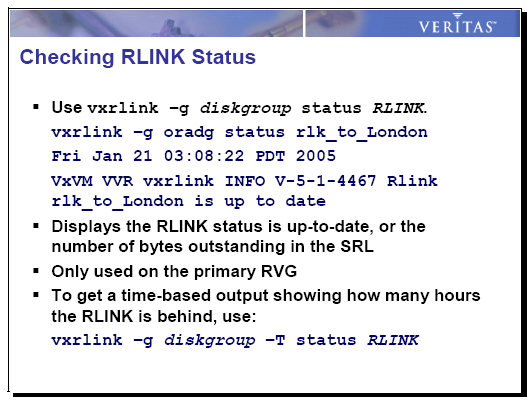 VERITAS™
Checking RLINK Status
▪ Use vxrlink –g diskgroup status RLINK.
vxrlink –g oradg status rlk_to_London
Fri Jan 21 03:08:22 PDT 2005
VxVM VVR vxrlink INFO V-5-1-4467 Rlink
rlk_to_London is up to date
▪ Displays the RLINK status is up-to-date, or the
number of bytes outstanding in the SRL
▪ Only used on the primary RVG
▪ To get a time-based output showing how many hours
the RLINK is behind, use:
vxrlink –g diskgroup –T status RLINK